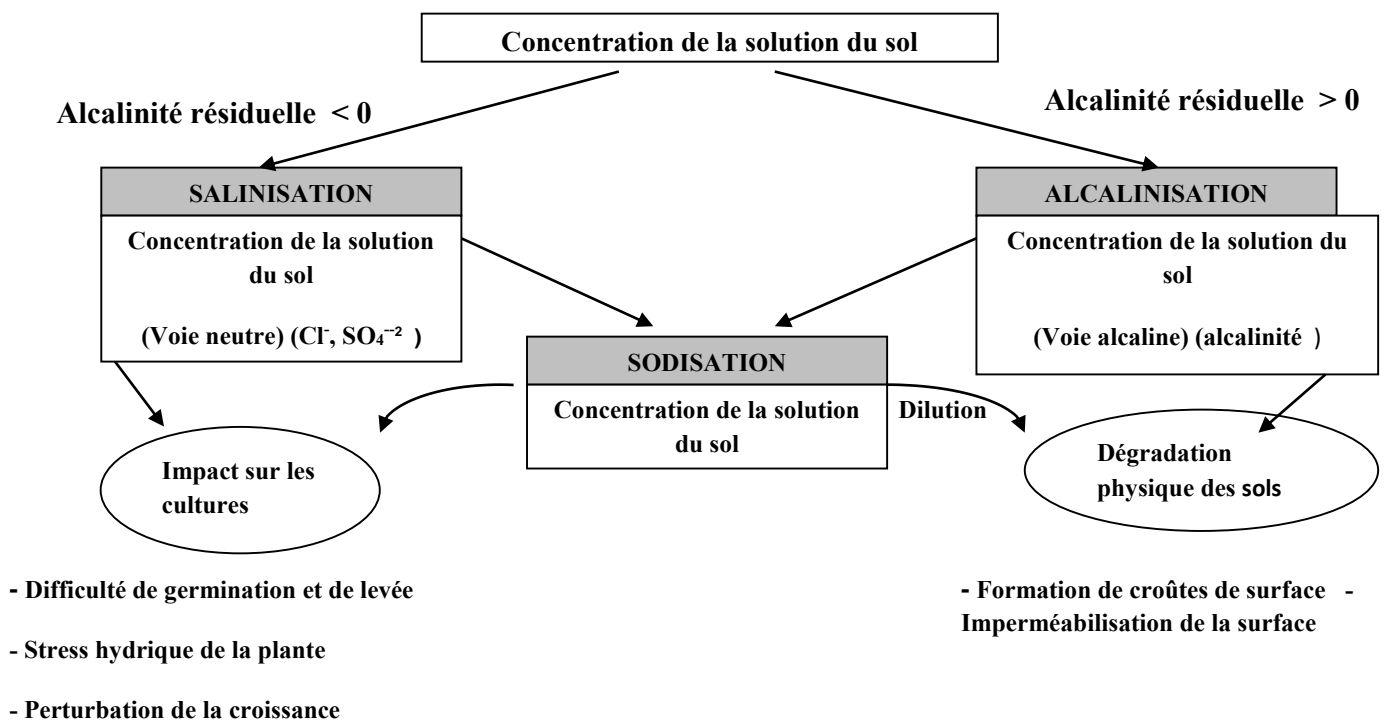 Concentration de la solution du sol
Alcalinité résiduelle < 0
Alcalinité résiduelle > 0
SALINISATION
Concentration de la solution
du sol
(Voie neutre) (Cl⁻, SO₄⁻⁻² )
ALCALINISATION
Concentration de la solution du
sol
(Voie alcaline) (alcalinité )
SODISATION
Concentration de la solution
du sol
Dilution
Impact sur les
cultures
Dégradation
physique des sols
- Difficulté de germination et de levée
- Stress hydrique de la plante
- Perturbation de la croissance
- Formation de croûtes de surface -
Imperméabilisation de la surface